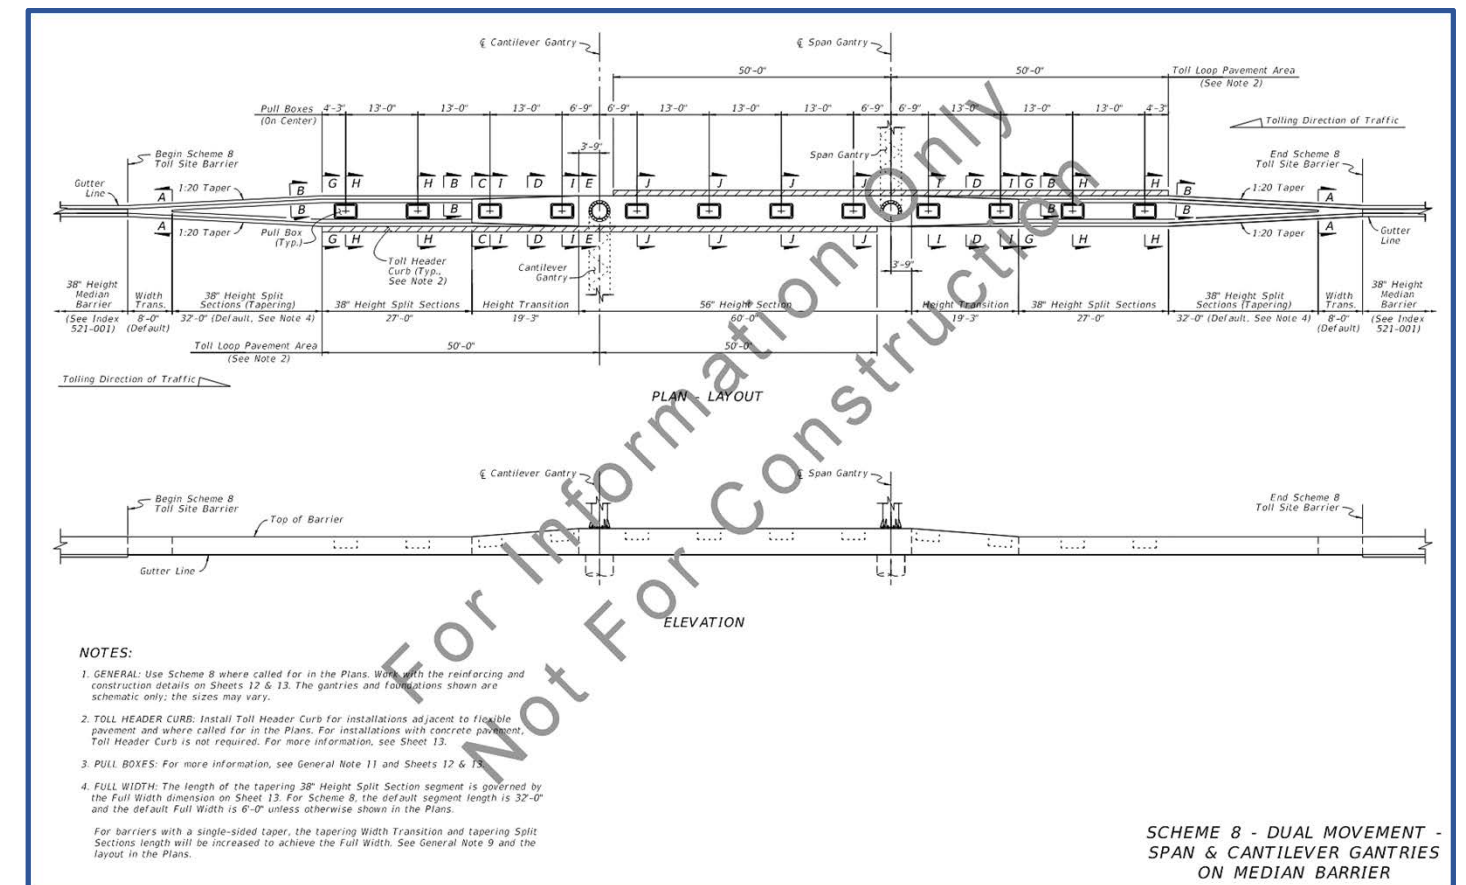 ℄ Cantilever Gantry
℄ Span Gantry
50'-0"
50'-0"
Toll Loop Pavement Area
(See Note 2)
Pull Boxes
(On Center)
4'-3"
13'-0"
13'-0"
13'-0"
6'-9"
6'-9"
13'-0"
13'-0"
13'-0"
6'-9"
6'-9"
13'-0"
13'-0"
13'-0"
4'-3"
Tolling Direction of Traffic
Begin Scheme 8
Toll Site Barrier
3'-9"
Span Gantry
End Scheme 8
Toll Site Barrier
Gutter
Line
A
1:20 Taper
B
G H H B C I D I E J J J J I D I G B H H B
1:20 Taper
A
B
B
B
B
A
1:20 Taper
Pull Box
(Typ.)
G H H C I D I E J J J J I D I G H H
1:20 Taper
A
Gutter
Line
Toll Header
Curb (Typ.,
See Note 2)
Cantilever
Gantry
3'-9"
38" Height
Median
Barrier
(See Index
521-001)
Width
Trans.
8'-0"
(Default)
38" Height Split
Sections (Tapering)
32'-0" (Default, See Note 4)
38" Height Split Sections
27'-0"
Height Transition
19'-3"
56" Height Section
60'-0"
Height Transition
19'-3"
38" Height Split Sections
27'-0"
38" Height Split
Sections (Tapering)
32'-0" (Default, See Note 4)
Width
Trans.
8'-0"
(Default)
38" Height
Median
Barrier
(See Index
521-001)
Toll Loop Pavement Area
(See Note 2)
50'-0"
50'-0"
Tolling Direction of Traffic
PLAN - LAYOUT
For Information Only
Not For Construction
℄ Cantilever Gantry
℄ Span Gantry
Begin Scheme 8
Toll Site Barrier
Top of Barrier
End Scheme 8
Toll Site Barrier
Gutter Line
ELEVATION
NOTES:
1. GENERAL: Use Scheme 8 where called for in the Plans. Work with the reinforcing and
construction details on Sheets 12 & 13. The gantries and foundations shown are
schematic only; the sizes may vary.
2. TOLL HEADER CURB: Install Toll Header Curb for installations adjacent to flexible
pavement and where called for in the Plans. For installations with concrete pavement,
Toll Header Curb is not required. For more information, see Sheet 13.
3. PULL BOXES: For more information, see General Note 11 and Sheets 12 & 13.
4. FULL WIDTH: The length of the tapering 38" Height Split Section segment is governed by
the Full Width dimension on Sheet 13. For Scheme 8, the default segment length is 32'-0"
and the default Full Width is 6'-0" unless otherwise shown in the Plans.
For barriers with a single-sided taper, the tapering Width Transition and tapering Split
Sections length will be increased to achieve the Full Width. See General Note 9 and the
layout in the Plans.
SCHEME 8 - DUAL MOVEMENT -
SPAN & CANTILEVER GANTRIES
ON MEDIAN BARRIER